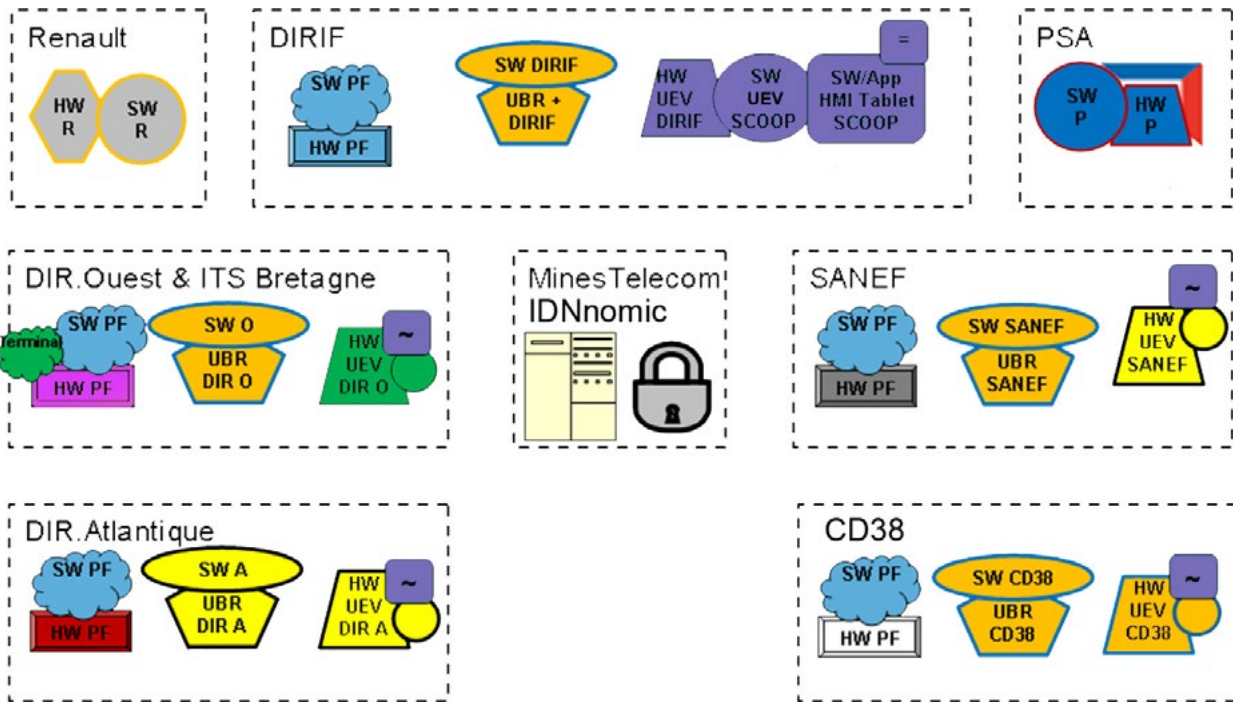 Renault
HW
R
SW
R
DIRIF
SW PF
HW PF
SW DIRIF
UBR +
DIRIF
HW
UEV
DIRIF
SW
UEV
SCOOP
=
SW/App
HMI Tablet
SCOOP
PSA
SW
P
HW
P
DIR.Ouest & ITS Bretagne
Terminal
SW PF
HW PF
SW O
UBR
DIR O
~
HW
UEV
DIR O
MinesTelecom
IDNnomic
SANEF
SW PF
HW PF
SW SANEF
UBR
SANEF
~
HW
UEV
SANEF
DIR.Atlantique
SW PF
HW PF
SW A
UBR
DIR A
~
HW
UEV
DIR A
CD38
SW PF
HW PF
SW CD38
UBR
CD38
~
HW
UEV
CD38